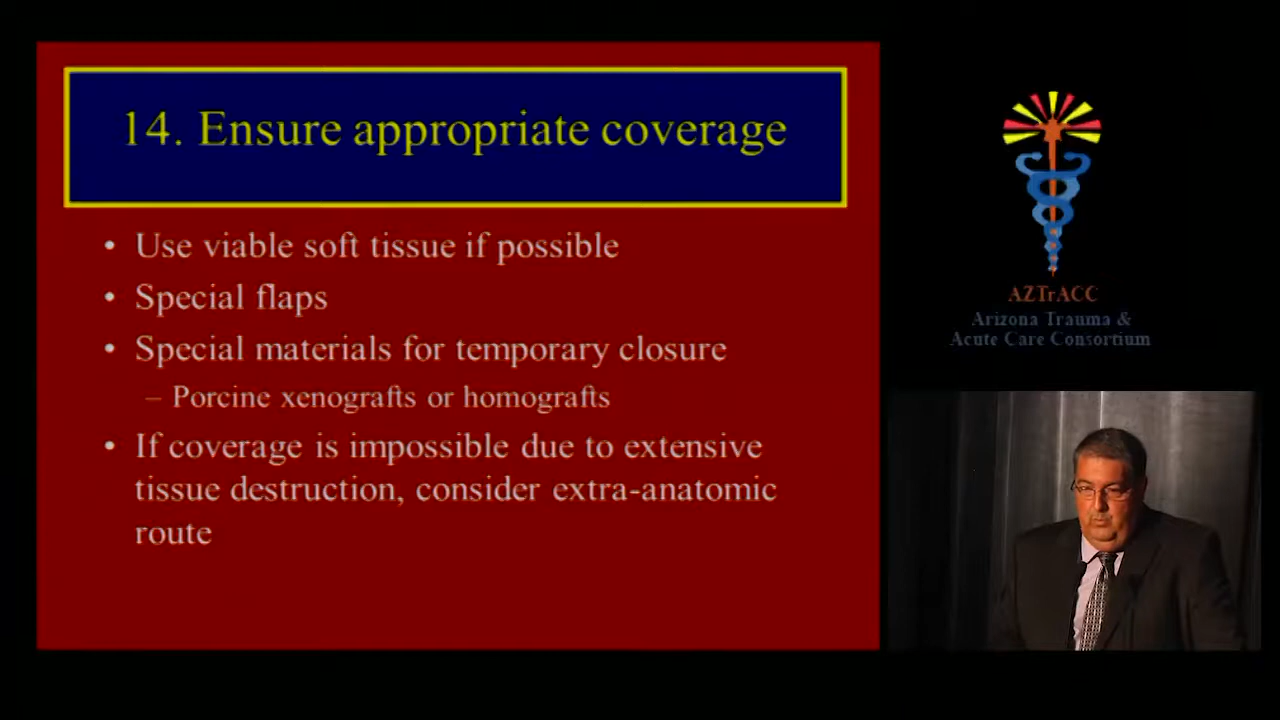 14. Ensure appropriate coverage
• Use viable soft tissue if possible
• Special flaps
• Special materials for temporary closure
– Porcine xenografts or homografts
• If coverage is impossible due to extensive
tissue destruction, consider extra-anatomic
route
AZTrACC
Arizona Trauma &
Acute Care Consortium